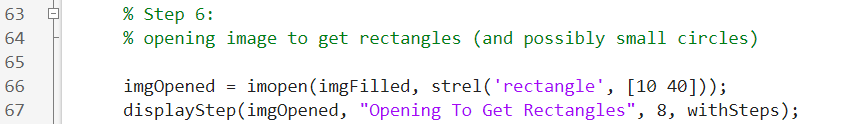 63 % Step 6:
64 % opening image to get rectangles (and possibly small circles)
65
66 imgOpened = imopen(imgFilled, strel('rectangle', [10 40]));
67 displayStep(imgOpened, "Opening To Get Rectangles", 8, withSteps);